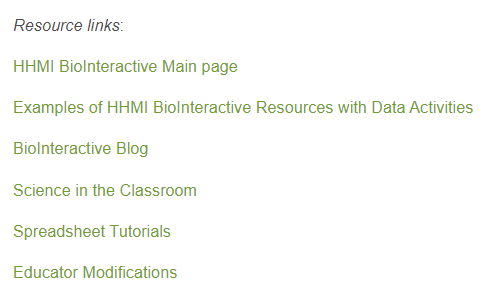 Resource links:
HHMI BioInteractive Main page
Examples of HHMI BioInteractive Resources with Data Activities
BioInteractive Blog
Science in the Classroom
Spreadsheet Tutorials
Educator Modifications